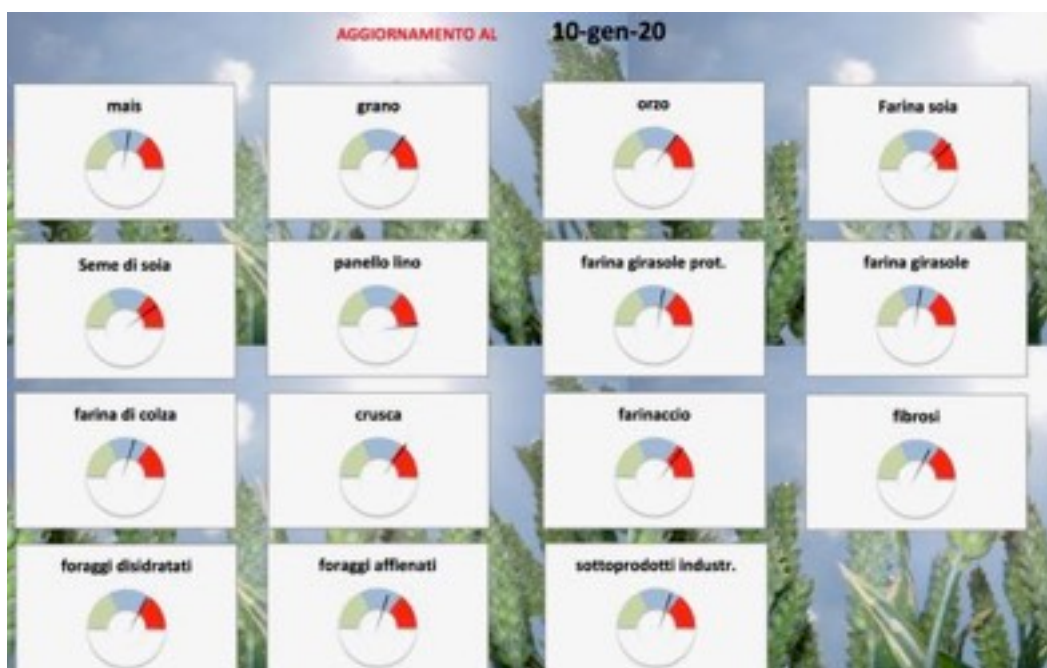 AGGIORNAMENTO AL 10-gen-20
mais
grano
orzo
Farina soia
Seme di soia
panello lino
farina girasole prot.
farina girasole
farina di colza
crusca
farinaccio
fibrosi
foraggi disidratati
foraggi affienati
sottoprodotti industr.